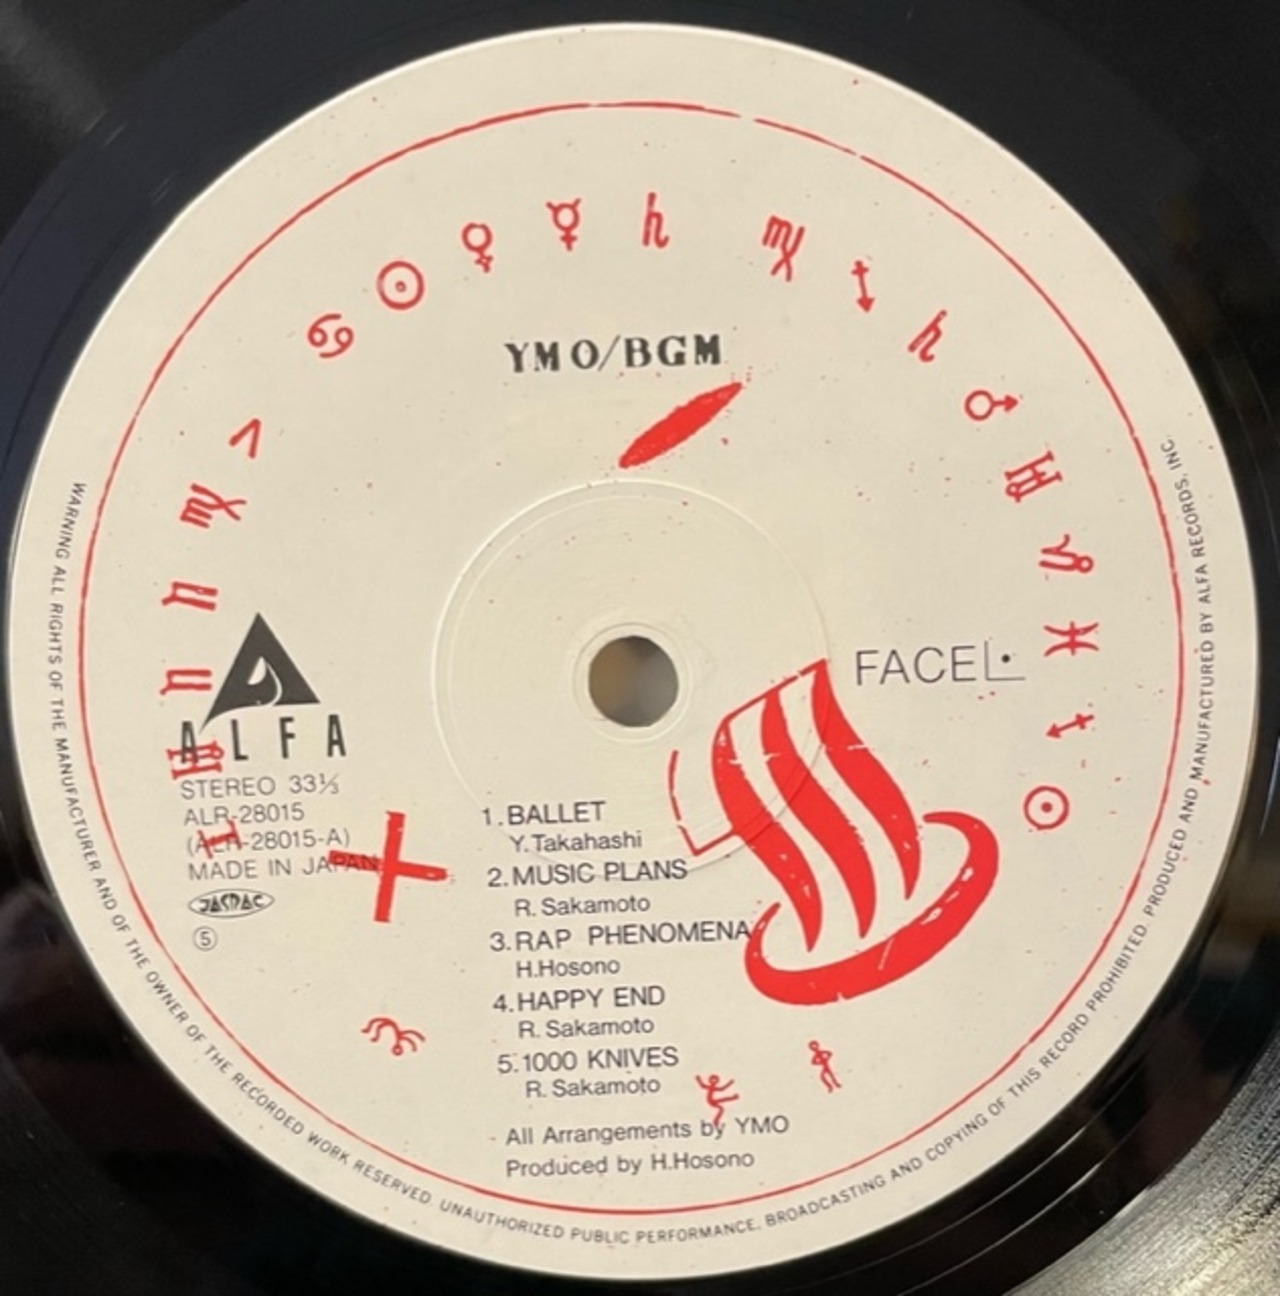 YMO/BGM
FACE
ALFA
STEREO 33⅓
ALR-28015
(ALR-28015-A)
MADE IN JAPAN
JASRAC
⑤
1. BALLET
Y. Takahashi
2. MUSIC PLANS
R. Sakamoto
3. RAP PHENOMENA
H.Hosono
4. HAPPY END
R. Sakamoto
5. 1000 KNIVES
R. Sakamoto
All Arrangements by YMO
Produced by H.Hosono
WARNING ALL RIGHTS OF THE MANUFACTURER AND OF THE OWNER OF THE RECORDED WORK RESERVED. UNAUTHORIZED PUBLIC PERFORMANCE, BROADCASTING AND COPYING OF THIS RECORD PROHIBITED. PRODUCED AND MANUFACTURED BY ALFA RECORDS, INC.